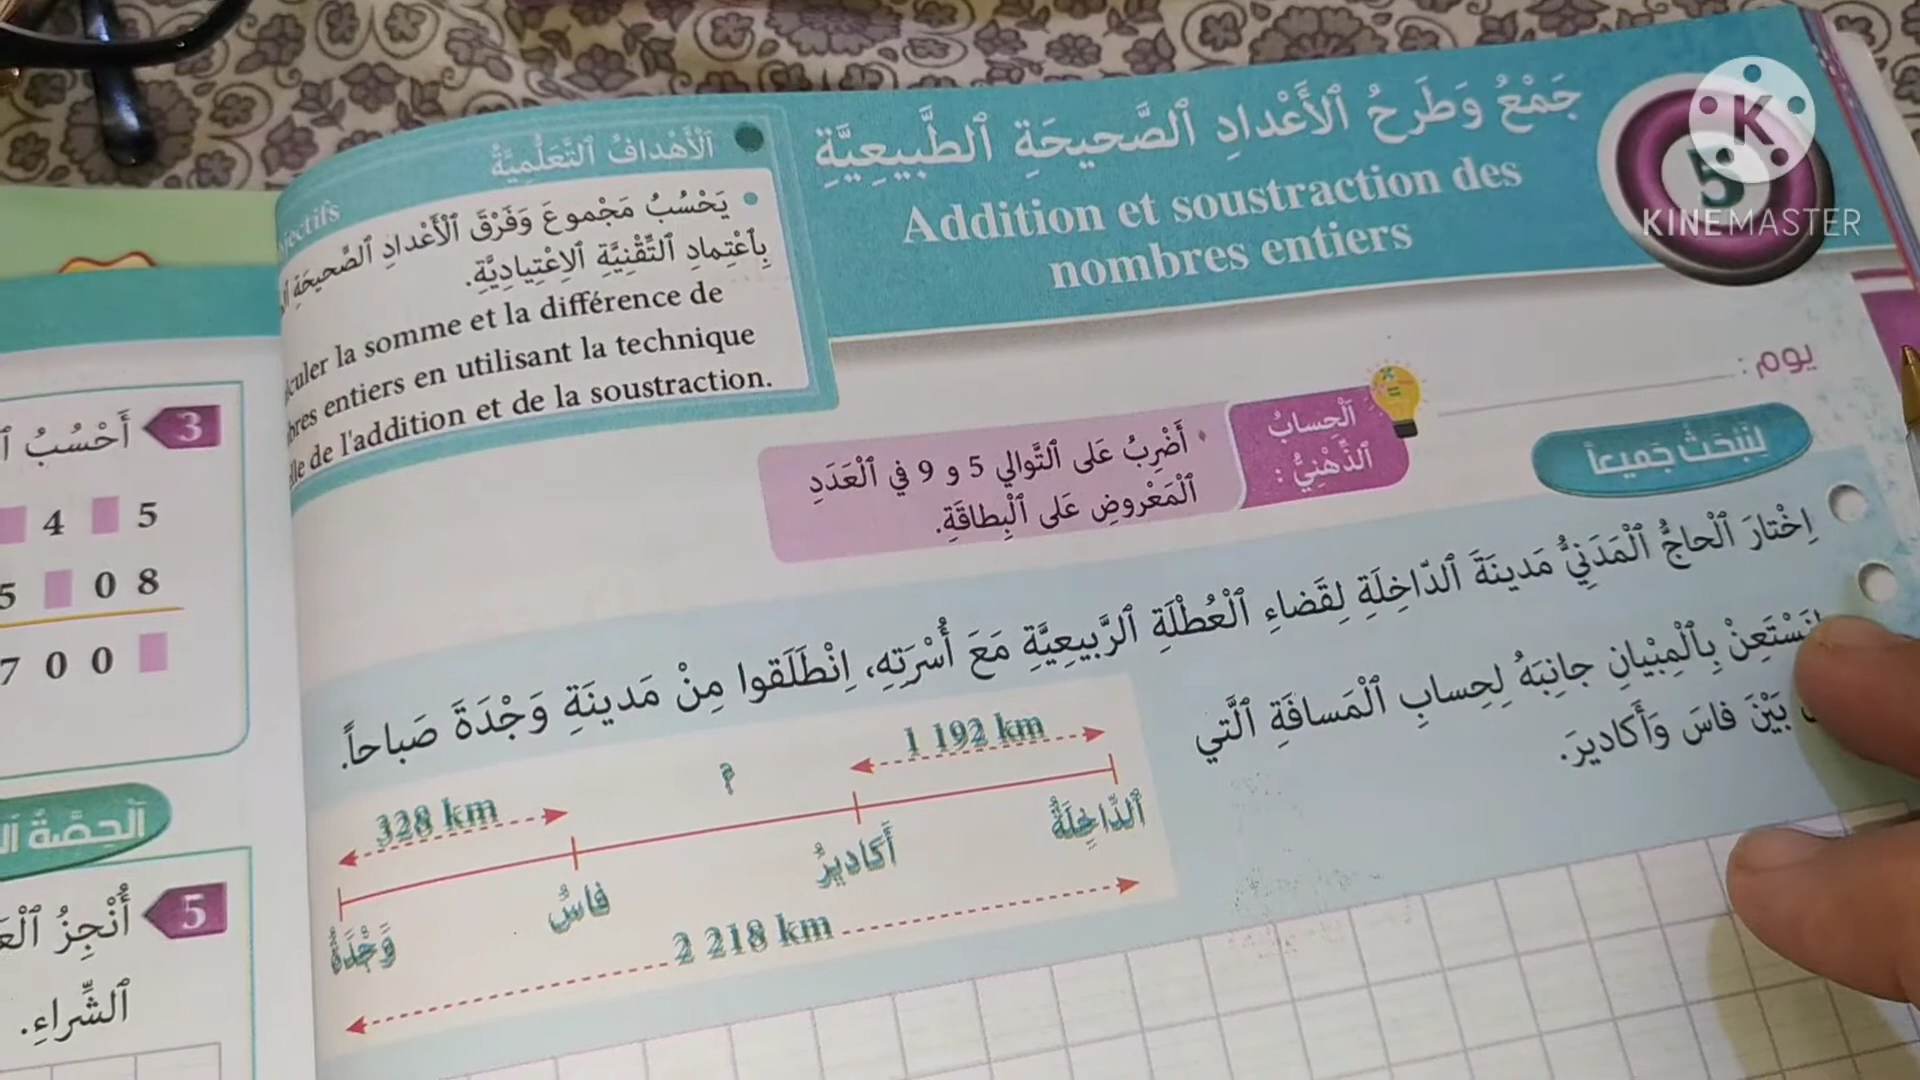 جَمْعُ وَطَرْحُ ٱلْأَعْدادِ ٱلصَّحيحَةِ ٱلطَّبيعِيَّةِ
Addition et soustraction des
nombres entiers
5
K
KINEMASTER
ٱلْأَهْدافُ ٱلتَّعَلُّمِيَّةُ
يَحْسُبُ مَجْموعَ وَفَرْقَ ٱلْأَعْدادِ ٱلصَّحيحَةِ
بِٱعْتِمادِ ٱلتِّقْنِيَّةِ ٱلِاعْتِيادِيَّةِ.
la somme et la différence de
entiers en utilisant la technique
de l'addition et de la soustraction.
يوم :
ٱلْحِسابُ
ٱلذِّهْنِيُّ :
أَضْرِبُ عَلى ٱلتَّوالي 5 و 9 في ٱلْعَدَدِ
ٱلْمَعْروضِ عَلى ٱلْبِطاقَةِ.
لِنَبْحَثْ جَميعاً
اِخْتارَ ٱلْحاجُّ ٱلْمَدَنِيُّ مَدينَةَ ٱلدّاخِلَةِ لِقَضاءِ ٱلْعُطْلَةِ ٱلرَّبيعِيَّةِ مَعَ أُسْرَتِهِ، اِنْطَلَقوا مِنْ مَدينَةِ وَجْدَةَ صَباحاً.
لِنَسْتَعِنْ بِٱلْمِبْيانِ جانِبَهُ لِحِسابِ ٱلْمَسافَةِ ٱلَّتي
بَيْنَ فاسَ وَأَكاديرَ.
1 192 km
?
328 km
ٱلدّاخِلَةُ
أَكاديرُ
فاسُ
وَجْدَةُ
2 218 km
3
أَحْسُبُ
4 5
5 0 8
7 0 0
5
أُنْجِزُ
ٱلشِّراءِ.